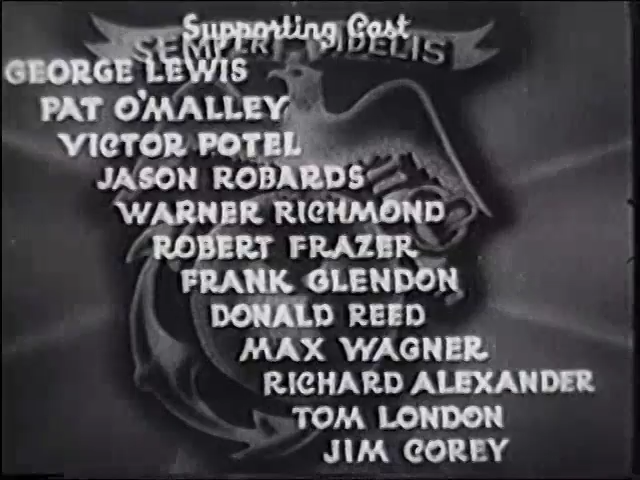 Supporting Cast
SEMPER FIDELIS
GEORGE LEWIS
PAT O'MALLEY
VICTOR POTEL
JASON ROBARDS
WARNER RICHMOND
ROBERT FRAZER
FRANK GLENDON
DONALD REED
MAX WAGNER
RICHARD ALEXANDER
TOM LONDON
JIM COREY